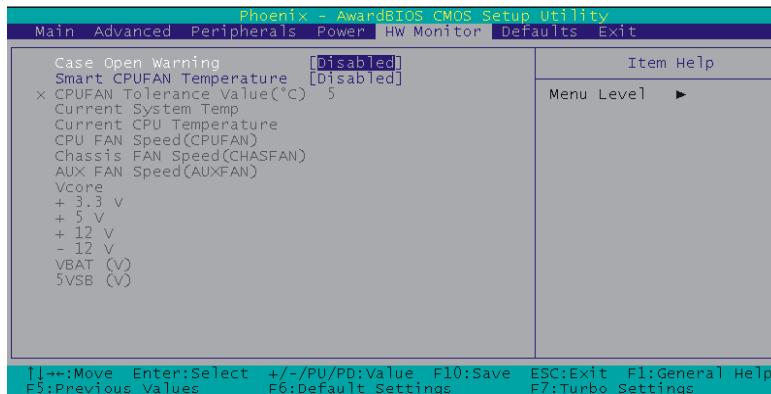 Phoenix - AwardBIOS CMOS Setup Utility
Main Advanced Peripherals Power HW Monitor Defaults Exit
Case Open Warning [Disabled]
Smart CPUFAN Temperature [Disabled]
x CPUFAN Tolerance Value(°C) 5
Current System Temp
Current CPU Temperature
CPU FAN Speed(CPUFAN)
Chassis FAN Speed(CHASFAN)
AUX FAN Speed(AUXFAN)
Vcore
+ 3.3 V
+ 5 V
+ 12 V
- 12 V
VBAT (V)
5VSB (V)
Item Help
Menu Level ►
↑↓→←:Move Enter:Select +/-/PU/PD:Value F10:Save ESC:Exit F1:General Help
F5:Previous Values F6:Default Settings F7:Turbo Settings